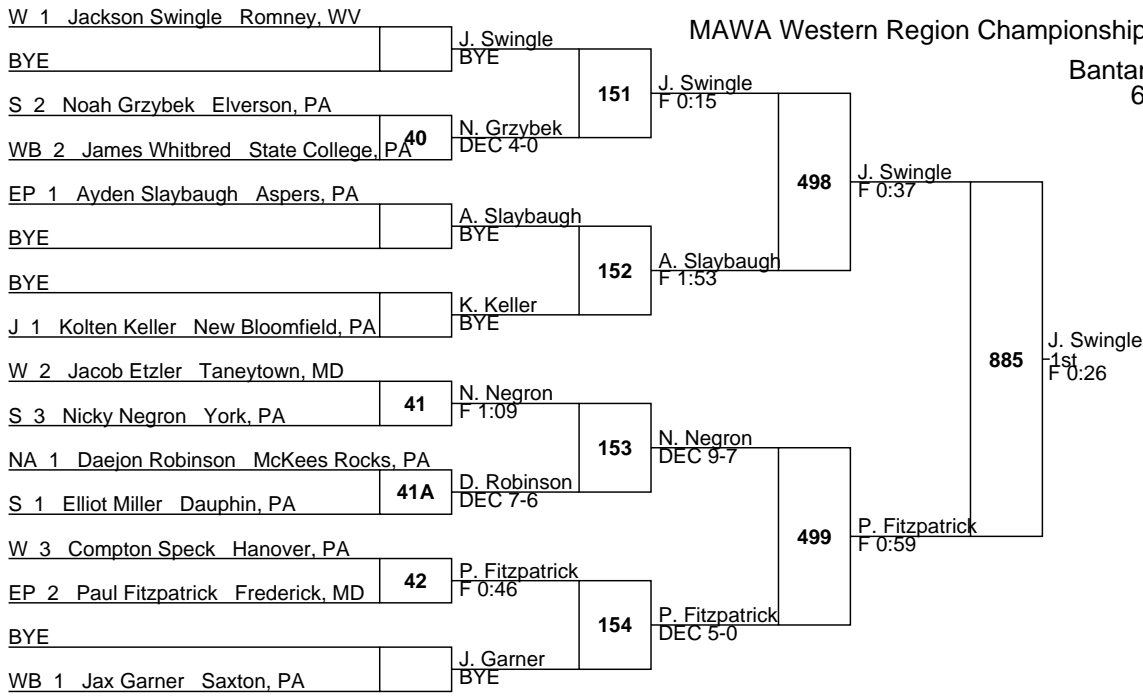 MAWA Western Region Championship
Bantam
6
W 1 Jackson Swingle Romney, WV
BYE
S 2 Noah Grzybek Elverson, PA
WB 2 James Whitbred State College, PA
EP 1 Ayden Slaybaugh Aspers, PA
BYE
BYE
J 1 Kolten Keller New Bloomfield, PA
W 2 Jacob Etzler Taneytown, MD
S 3 Nicky Negron York, PA
NA 1 Daejon Robinson McKees Rocks, PA
S 1 Elliot Miller Dauphin, PA
W 3 Compton Speck Hanover, PA
EP 2 Paul Fitzpatrick Frederick, MD
BYE
WB 1 Jax Garner Saxton, PA
40
41
41A
42
J. Swingle
BYE
N. Grzybek
DEC 4-0
A. Slaybaugh
BYE
K. Keller
BYE
N. Negron
F 1:09
D. Robinson
DEC 7-6
P. Fitzpatrick
F 0:46
J. Garner
BYE
151
152
153
154
J. Swingle
F 0:15
A. Slaybaugh
F 1:53
N. Negron
DEC 9-7
P. Fitzpatrick
DEC 5-0
498
499
J. Swingle
F 0:37
P. Fitzpatrick
F 0:59
885
J. Swingle
1st
F 0:26